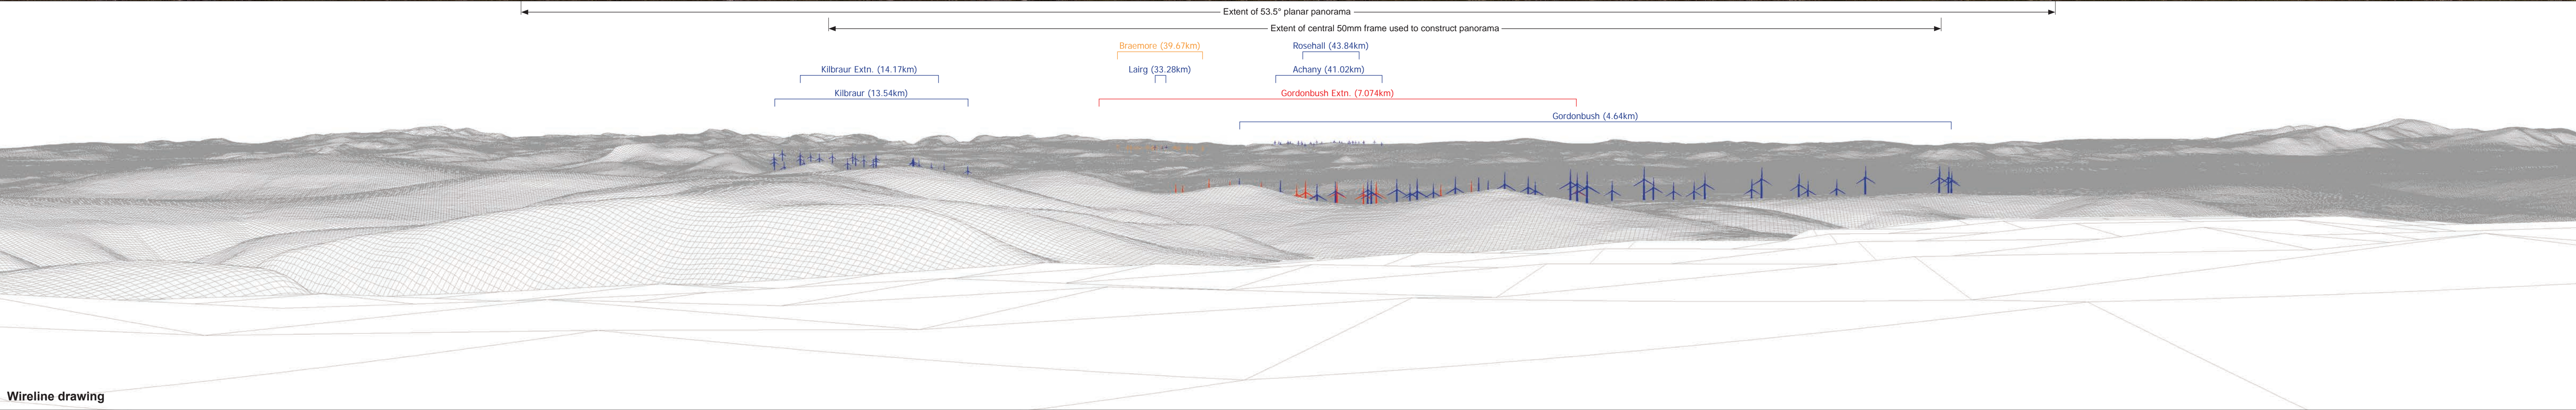 Extent of 53.5° planar panorama
Extent of central 50mm frame used to construct panorama
Braemore (39.67km)
Rosehall (43.84km)
Kilbraur Extn. (14.17km)
Lairg (33.28km)
Achany (41.02km)
Kilbraur (13.54km)
Gordonbush Extn. (7.074km)
Gordonbush (4.64km)
Wireline drawing